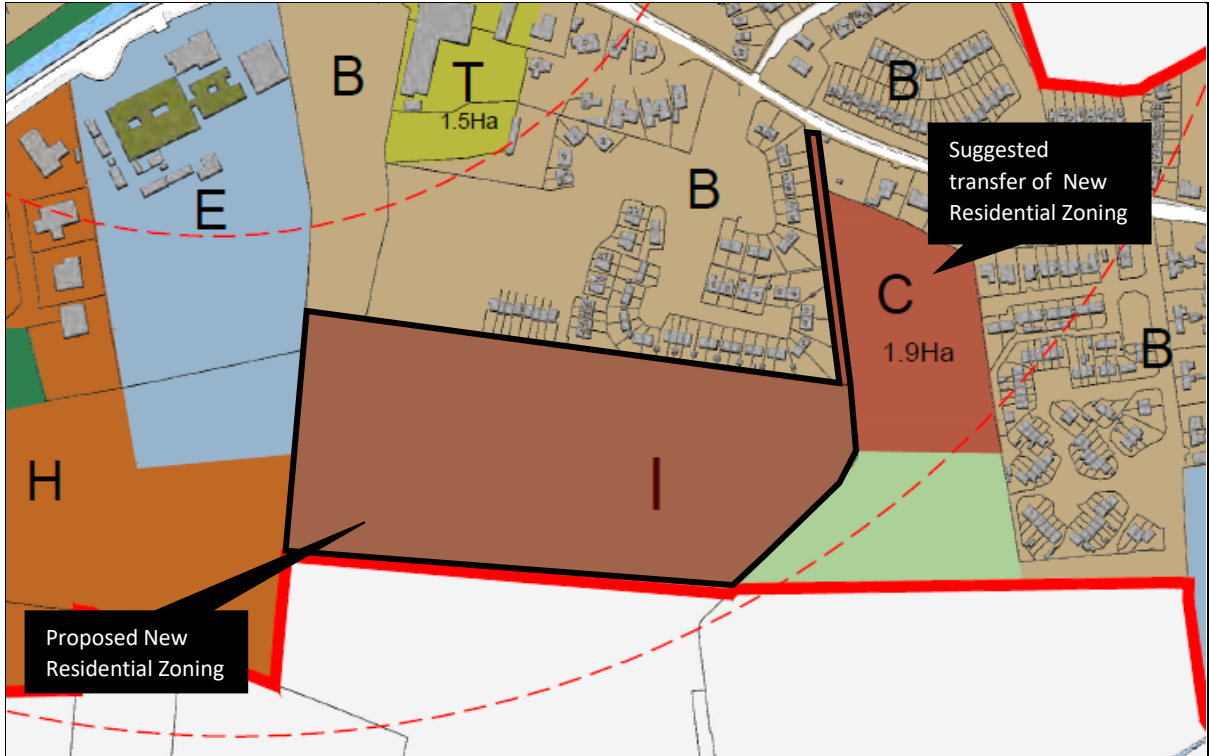 B
T
1.5Ha
B
E
B
Suggested
transfer of New
Residential Zoning
C
1.9Ha
B
H
I
Proposed New
Residential Zoning